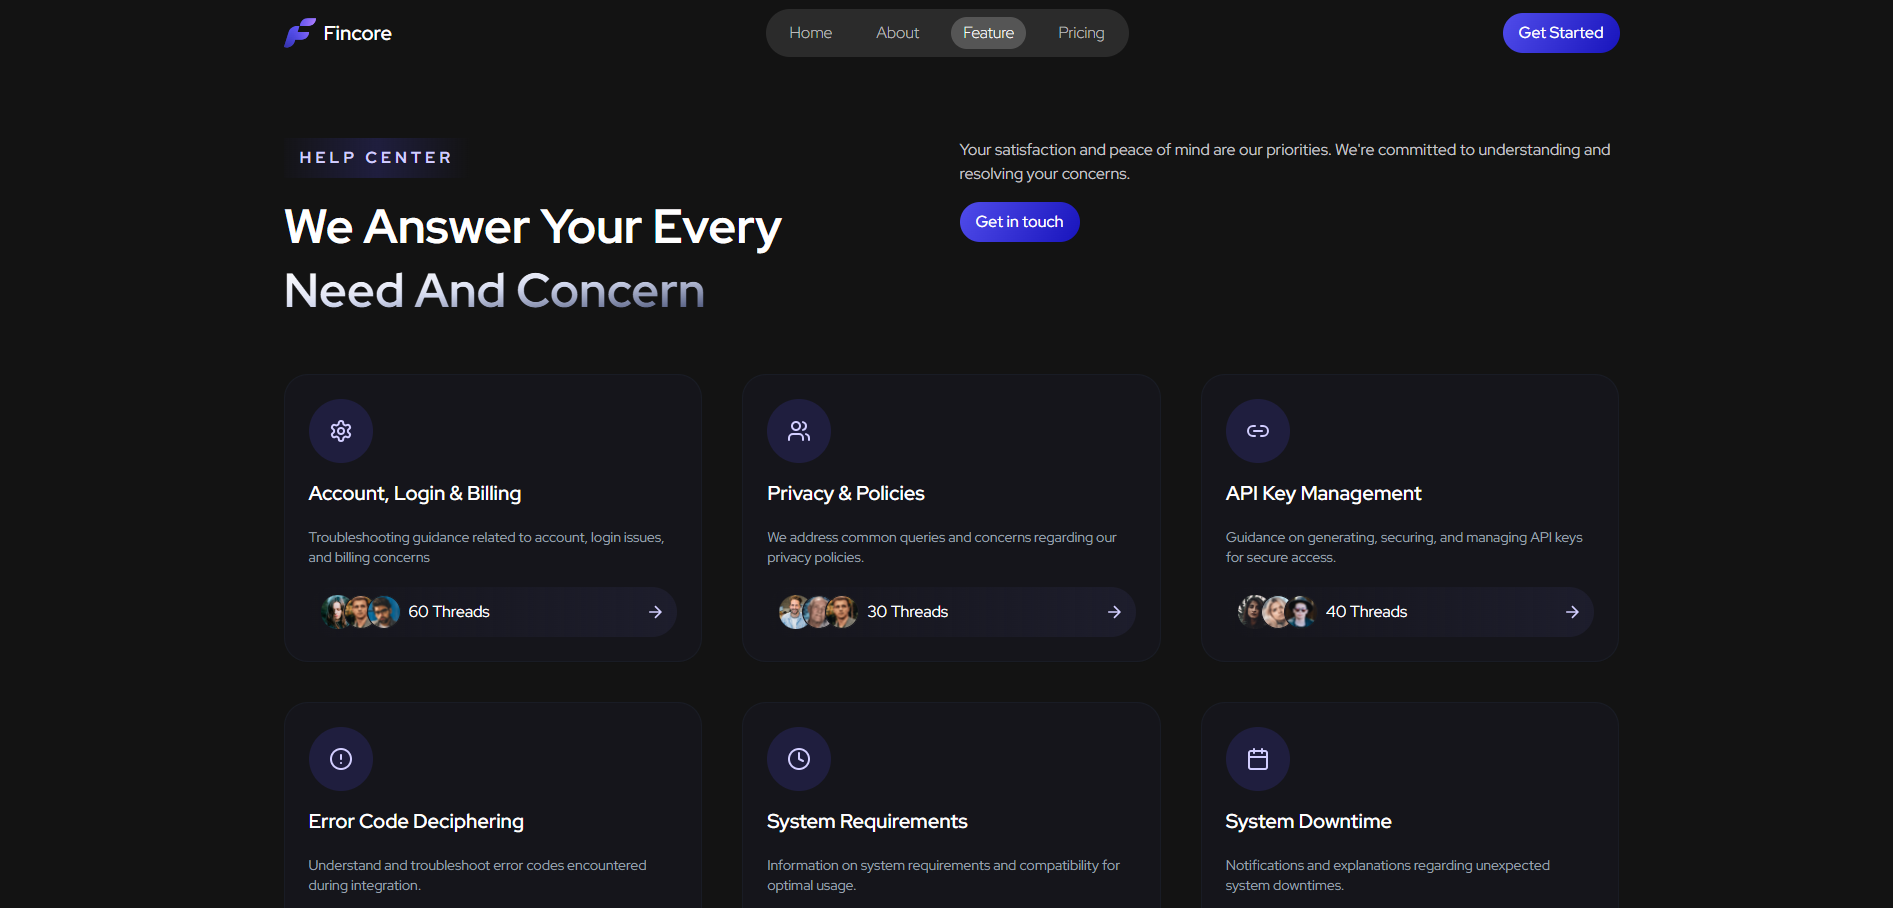 Fincore
Home
About
Feature
Pricing
Get Started
HELP CENTER
We Answer Your Every
Need And Concern
Your satisfaction and peace of mind are our priorities. We're committed to understanding and
resolving your concerns.
Get in touch
Account, Login & Billing
Troubleshooting guidance related to account, login issues,
and billing concerns
60 Threads
Privacy & Policies
We address common queries and concerns regarding our
privacy policies.
30 Threads
API Key Management
Guidance on generating, securing, and managing API keys
for secure access.
40 Threads
Error Code Deciphering
Understand and troubleshoot error codes encountered
during integration.
System Requirements
Information on system requirements and compatibility for
optimal usage.
System Downtime
Notifications and explanations regarding unexpected
system downtimes.